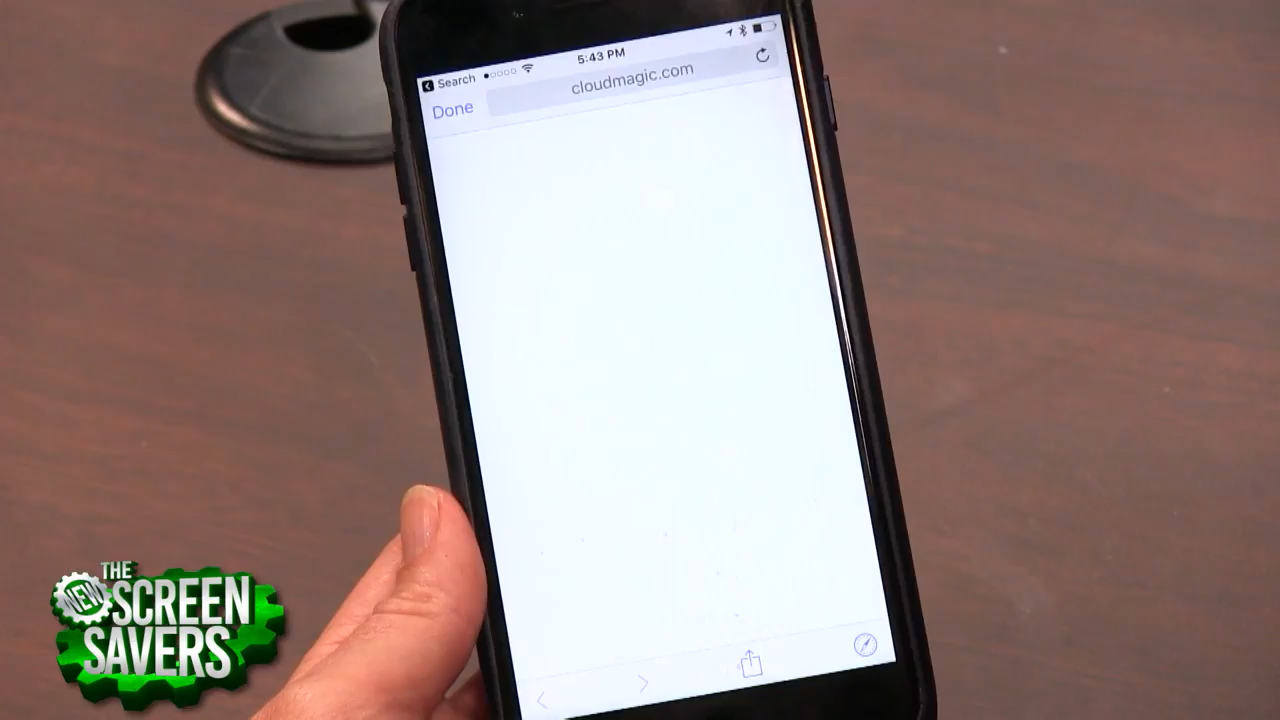 Search
5:43 PM
Done
cloudmagic.com
THE
NEW
SCREEN
SAVERS